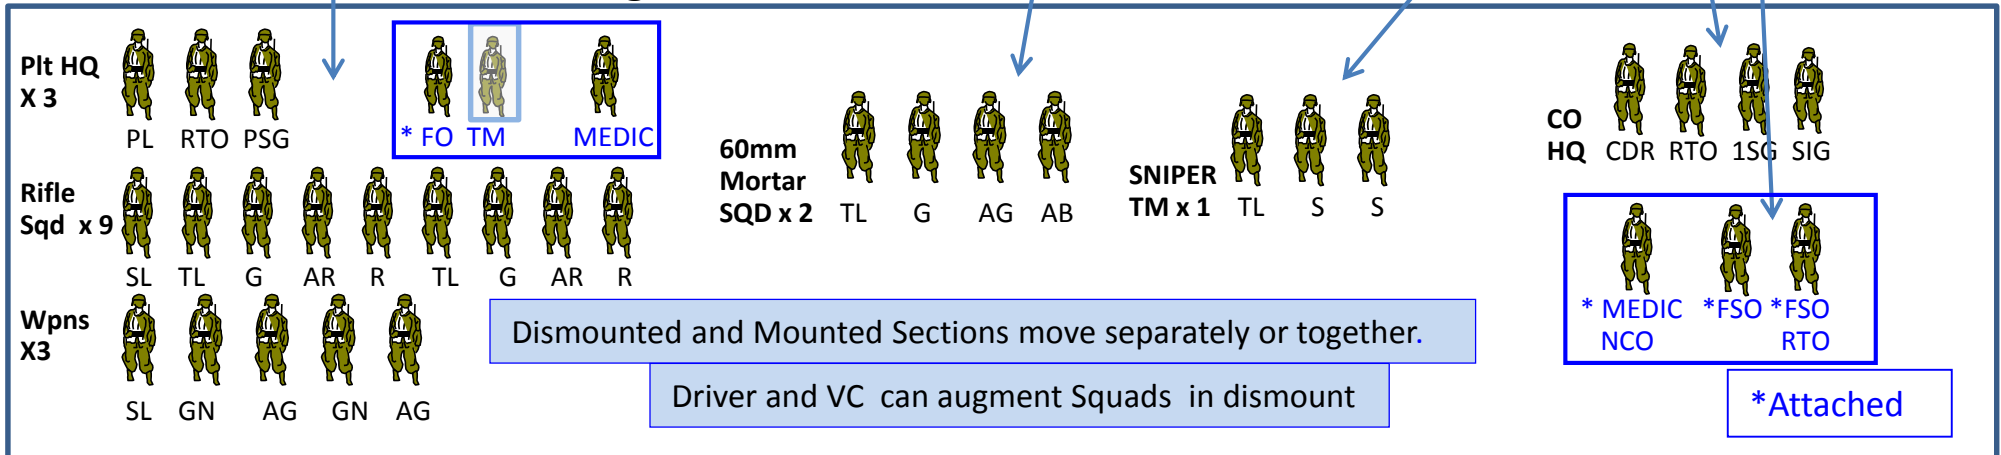 Plt HQ
X 3
PL RTO PSG
* FO TM MEDIC
Rifle
Sqd x 9
SL TL G AR R TL G AR R
Wpns
X3
SL GN AG GN AG
60mm
Mortar
SQD x 2
TL G AG AB
SNIPER
TM x 1
TL S S
CO
HQ
CDR RTO 1SG SIG
* MEDIC *FSO *FSO
NCO RTO
*Attached
Dismounted and Mounted Sections move separately or together.
Driver and VC can augment Squads in dismount